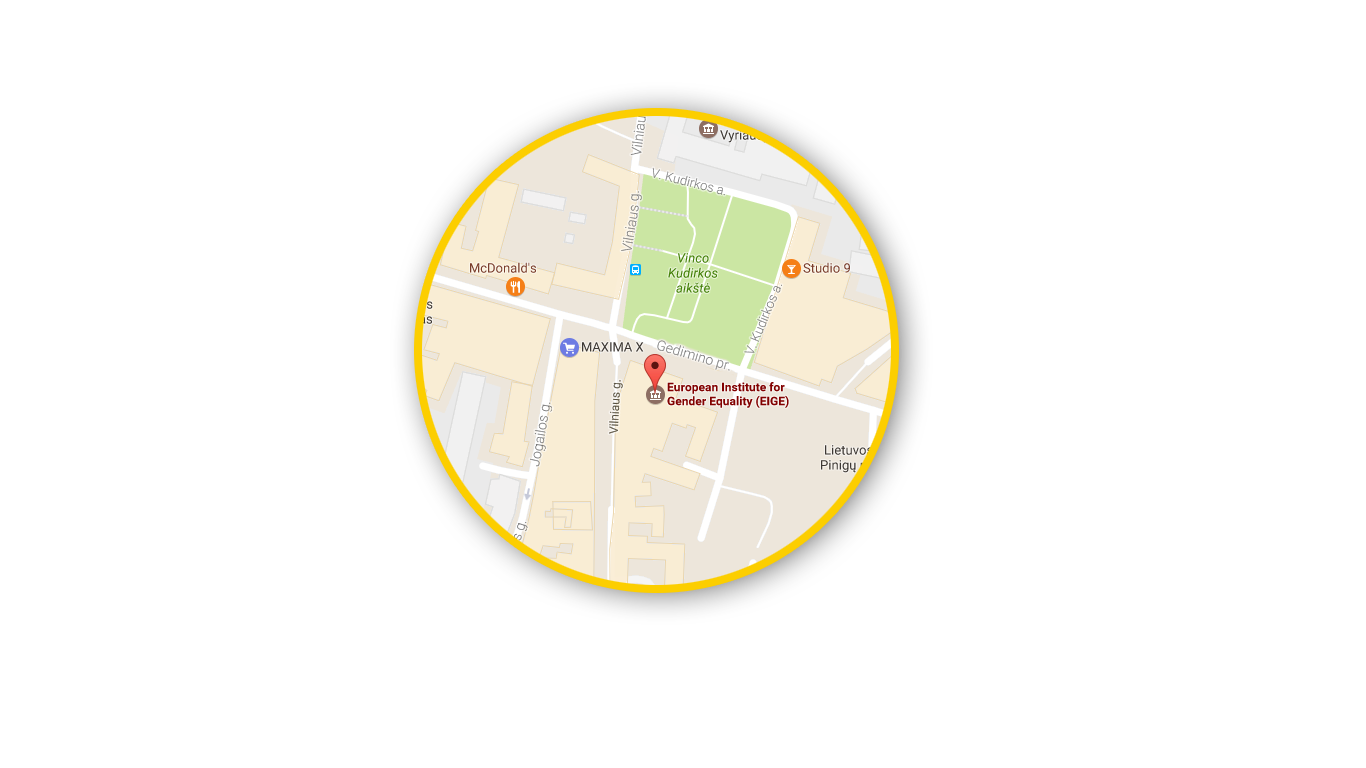 Vilniau
Vyriau
V. Kudirkos a.
Vilniaus g.
Vinco
Kudirkos
aikštė
McDonald's
Studio 9
V. Kudirkos a.
MAXIMA X
Gedimino pr.
European Institute for
Gender Equality (EIGE)
Vilniaus g.
Jogailos g.
Lietuvos
Pinigų
s g.